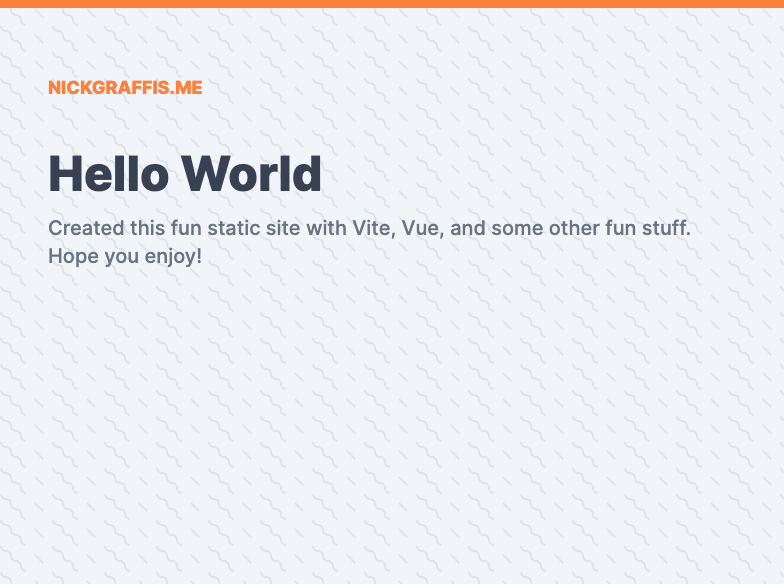 NICKGRAFFIS.ME
Hello World
Created this fun static site with Vite, Vue, and some other fun stuff.
Hope you enjoy!